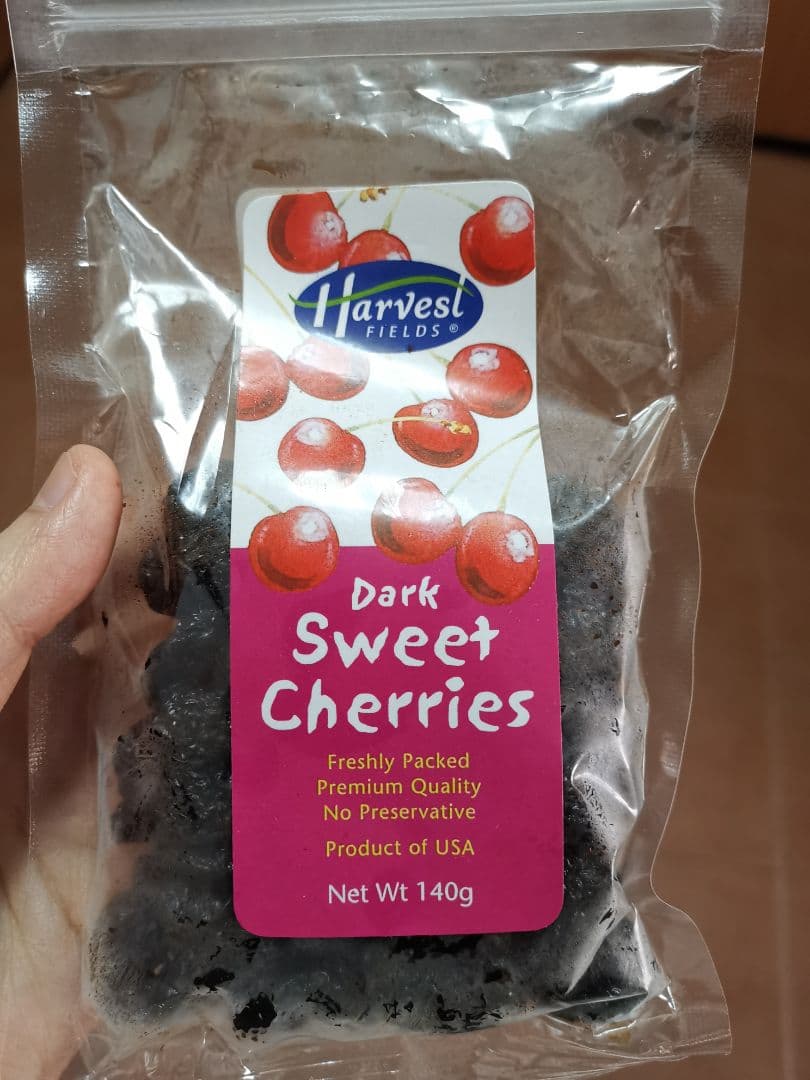 Harvest
FIELDS ®
Dark
Sweet
Cherries
Freshly Packed
Premium Quality
No Preservative
Product of USA
Net Wt 140g